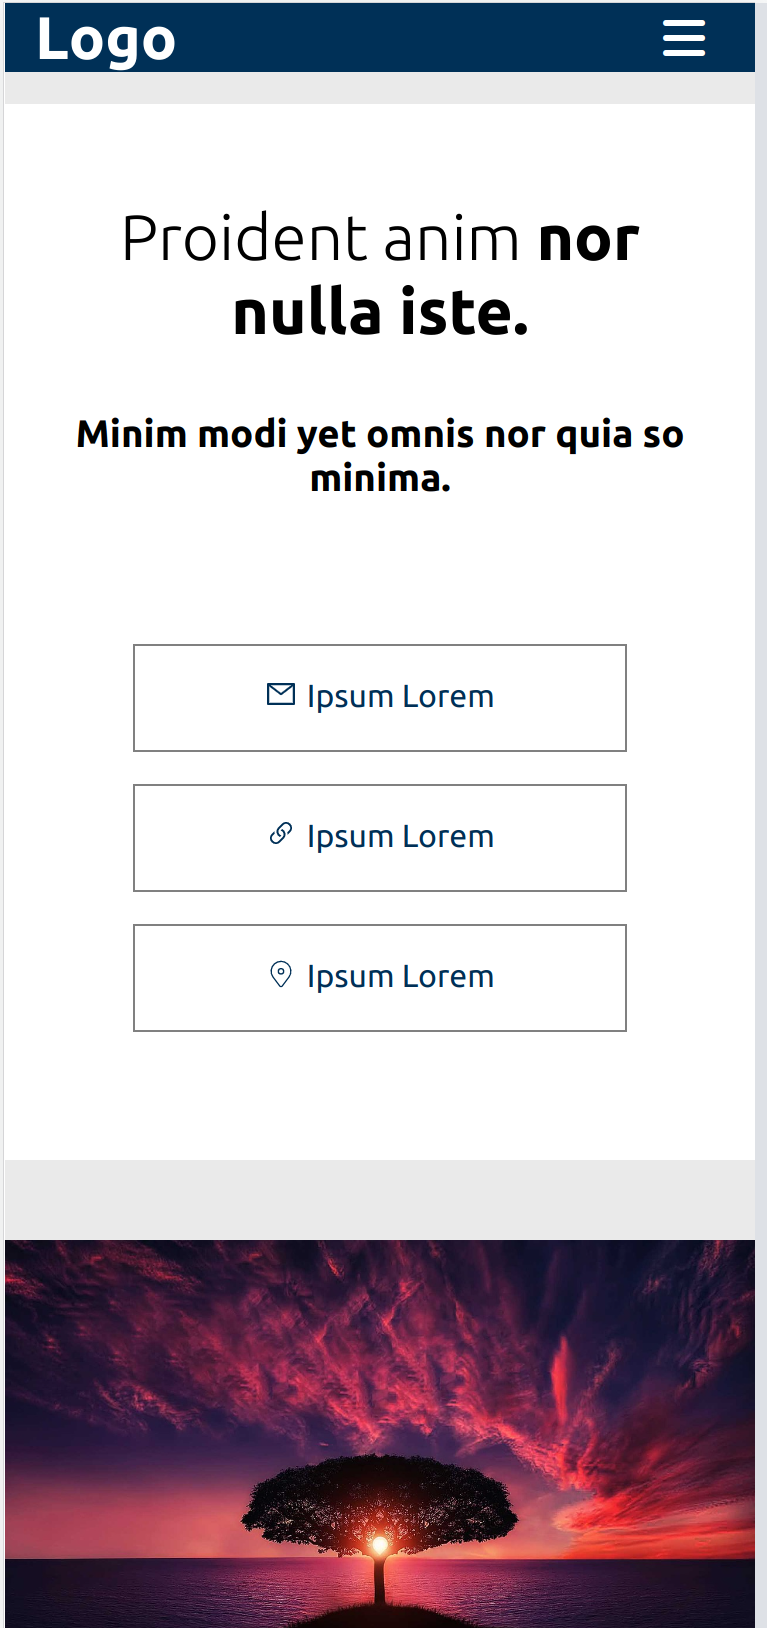 Logo
Proident anim nor
nulla iste.
Minim modi yet omnis nor quia so
minima.
Ipsum Lorem
Ipsum Lorem
Ipsum Lorem